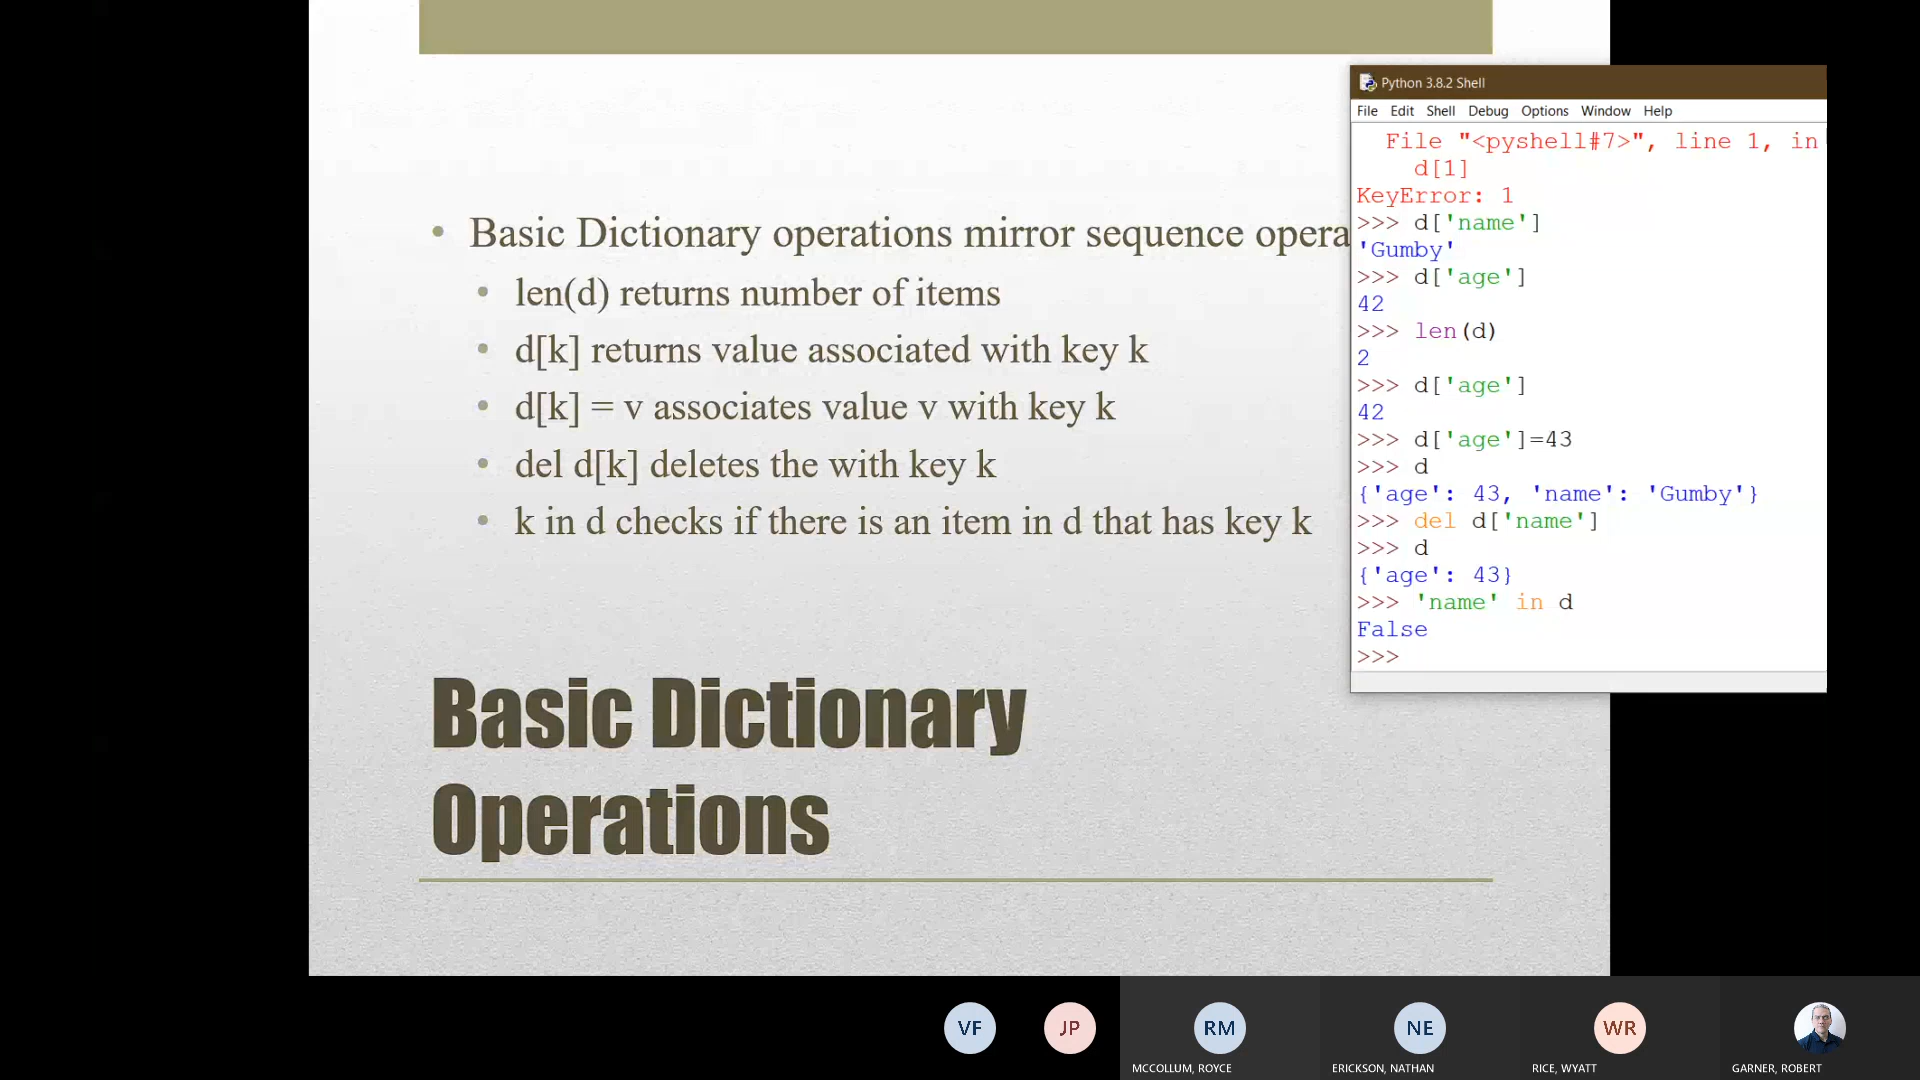 Basic Dictionary operations mirror sequence opera
• len(d) returns number of items
• d[k] returns value associated with key k
• d[k] = v associates value v with key k
• del d[k] deletes the with key k
• k in d checks if there is an item in d that has key k
Basic Dictionary
Operations
Python 3.8.2 Shell
File Edit Shell Debug Options Window Help
File "<pyshell#7>", line 1, in
d[1]
KeyError: 1
>>> d['name']
'Gumby'
>>> d['age']
42
>>> len(d)
2
>>> d['age']
42
>>> d['age']=43
>>> d
{'age': 43, 'name': 'Gumby'}
>>> del d['name']
>>> d
{'age': 43}
>>> 'name' in d
False
>>>
VF JP RM NE WR
MCCOLLUM, ROYCE ERICKSON, NATHAN RICE, WYATT GARNER, ROBERT